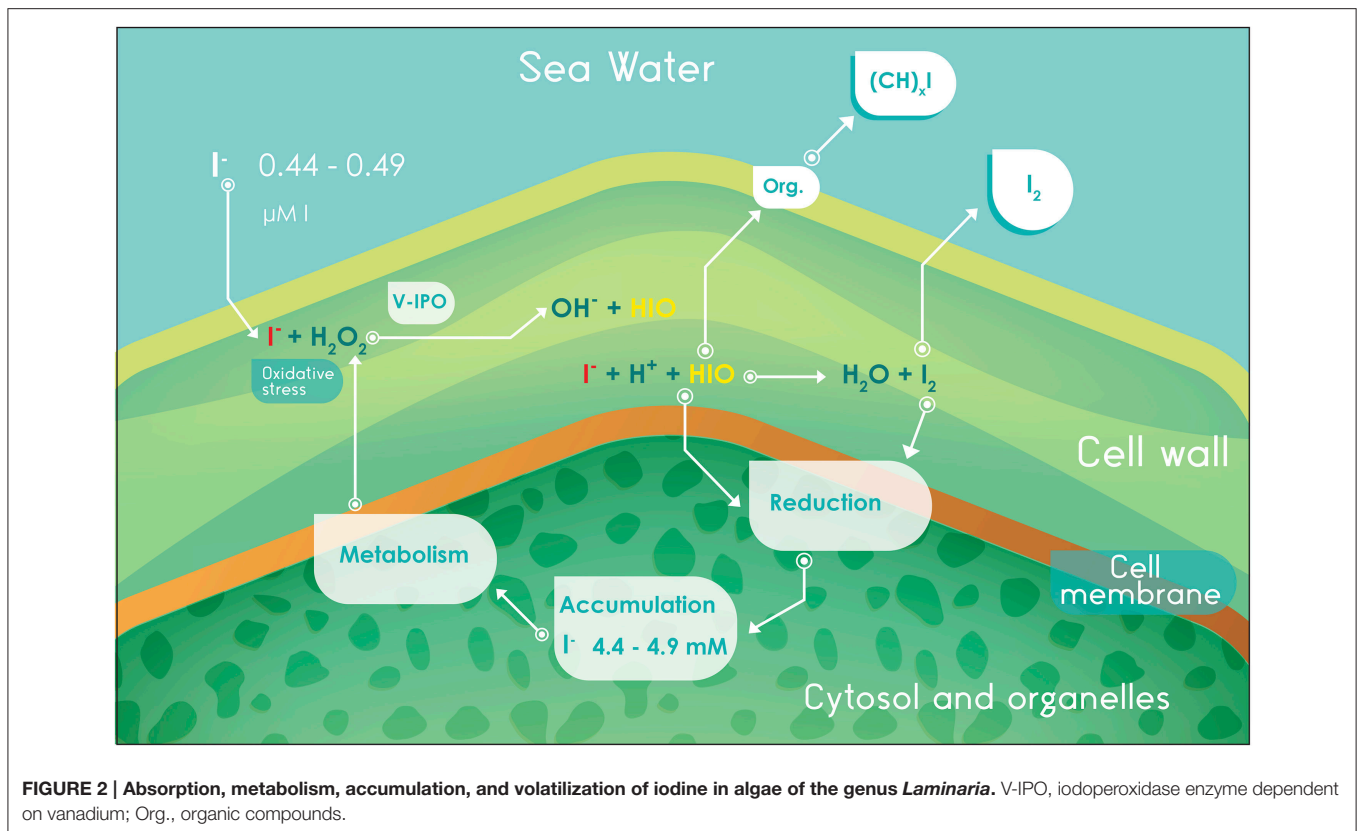 Sea Water
(CH)ₓI
I⁻ 0.44 - 0.49
µM I
Org.
I₂
V-IPO
OH⁻ + HIO
I⁻ + H₂O₂
Oxidative
stress
I⁻ + H⁺ + HIO
H₂O + I₂
Cell wall
Reduction
Metabolism
Cell
membrane
Accumulation
I⁻ 4.4 - 4.9 mM
Cytosol and organelles
FIGURE 2 | Absorption, metabolism, accumulation, and volatilization of iodine in algae of the genus Laminaria. V-IPO, iodoperoxidase enzyme dependent
on vanadium; Org., organic compounds.